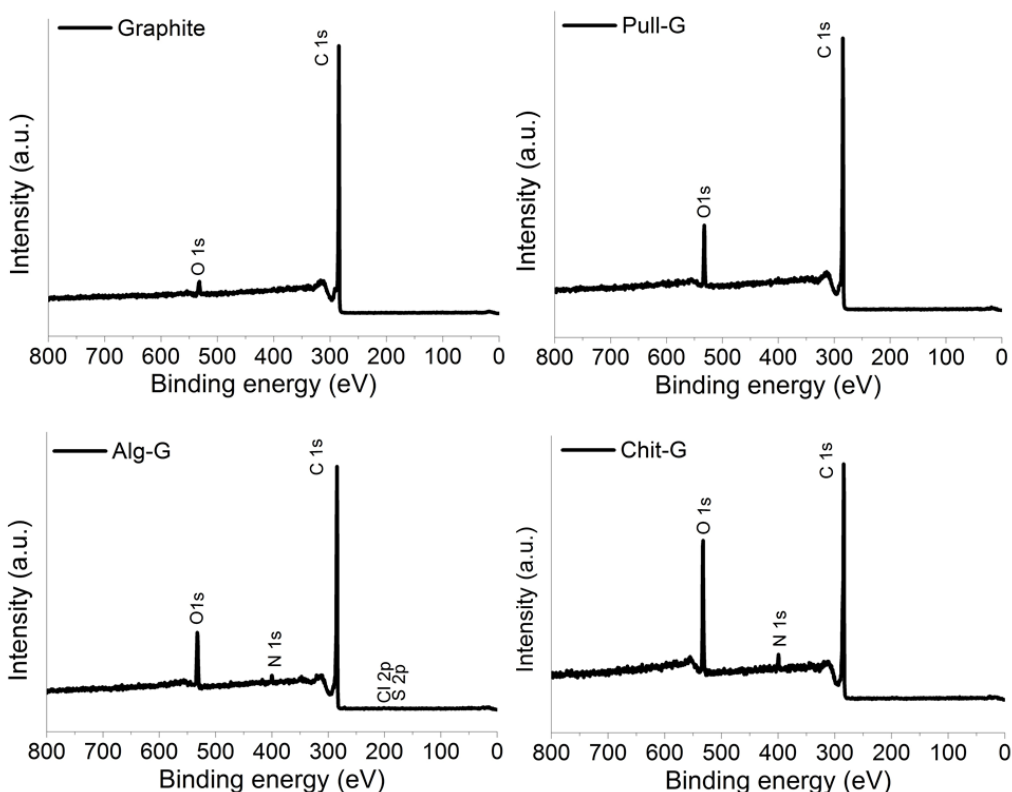 Graphite
C 1s
O 1s
Intensity (a.u.)
800 700 600 500 400 300 200 100 0
Binding energy (eV)
Pull-G
C 1s
O1s
Intensity (a.u.)
800 700 600 500 400 300 200 100 0
Binding energy (eV)
Alg-G
C 1s
O1s
N 1s
Cl 2p
S 2p
Intensity (a.u.)
800 700 600 500 400 300 200 100 0
Binding energy (eV)
Chit-G
C 1s
O 1s
N 1s
Intensity (a.u.)
800 700 600 500 400 300 200 100 0
Binding energy (eV)